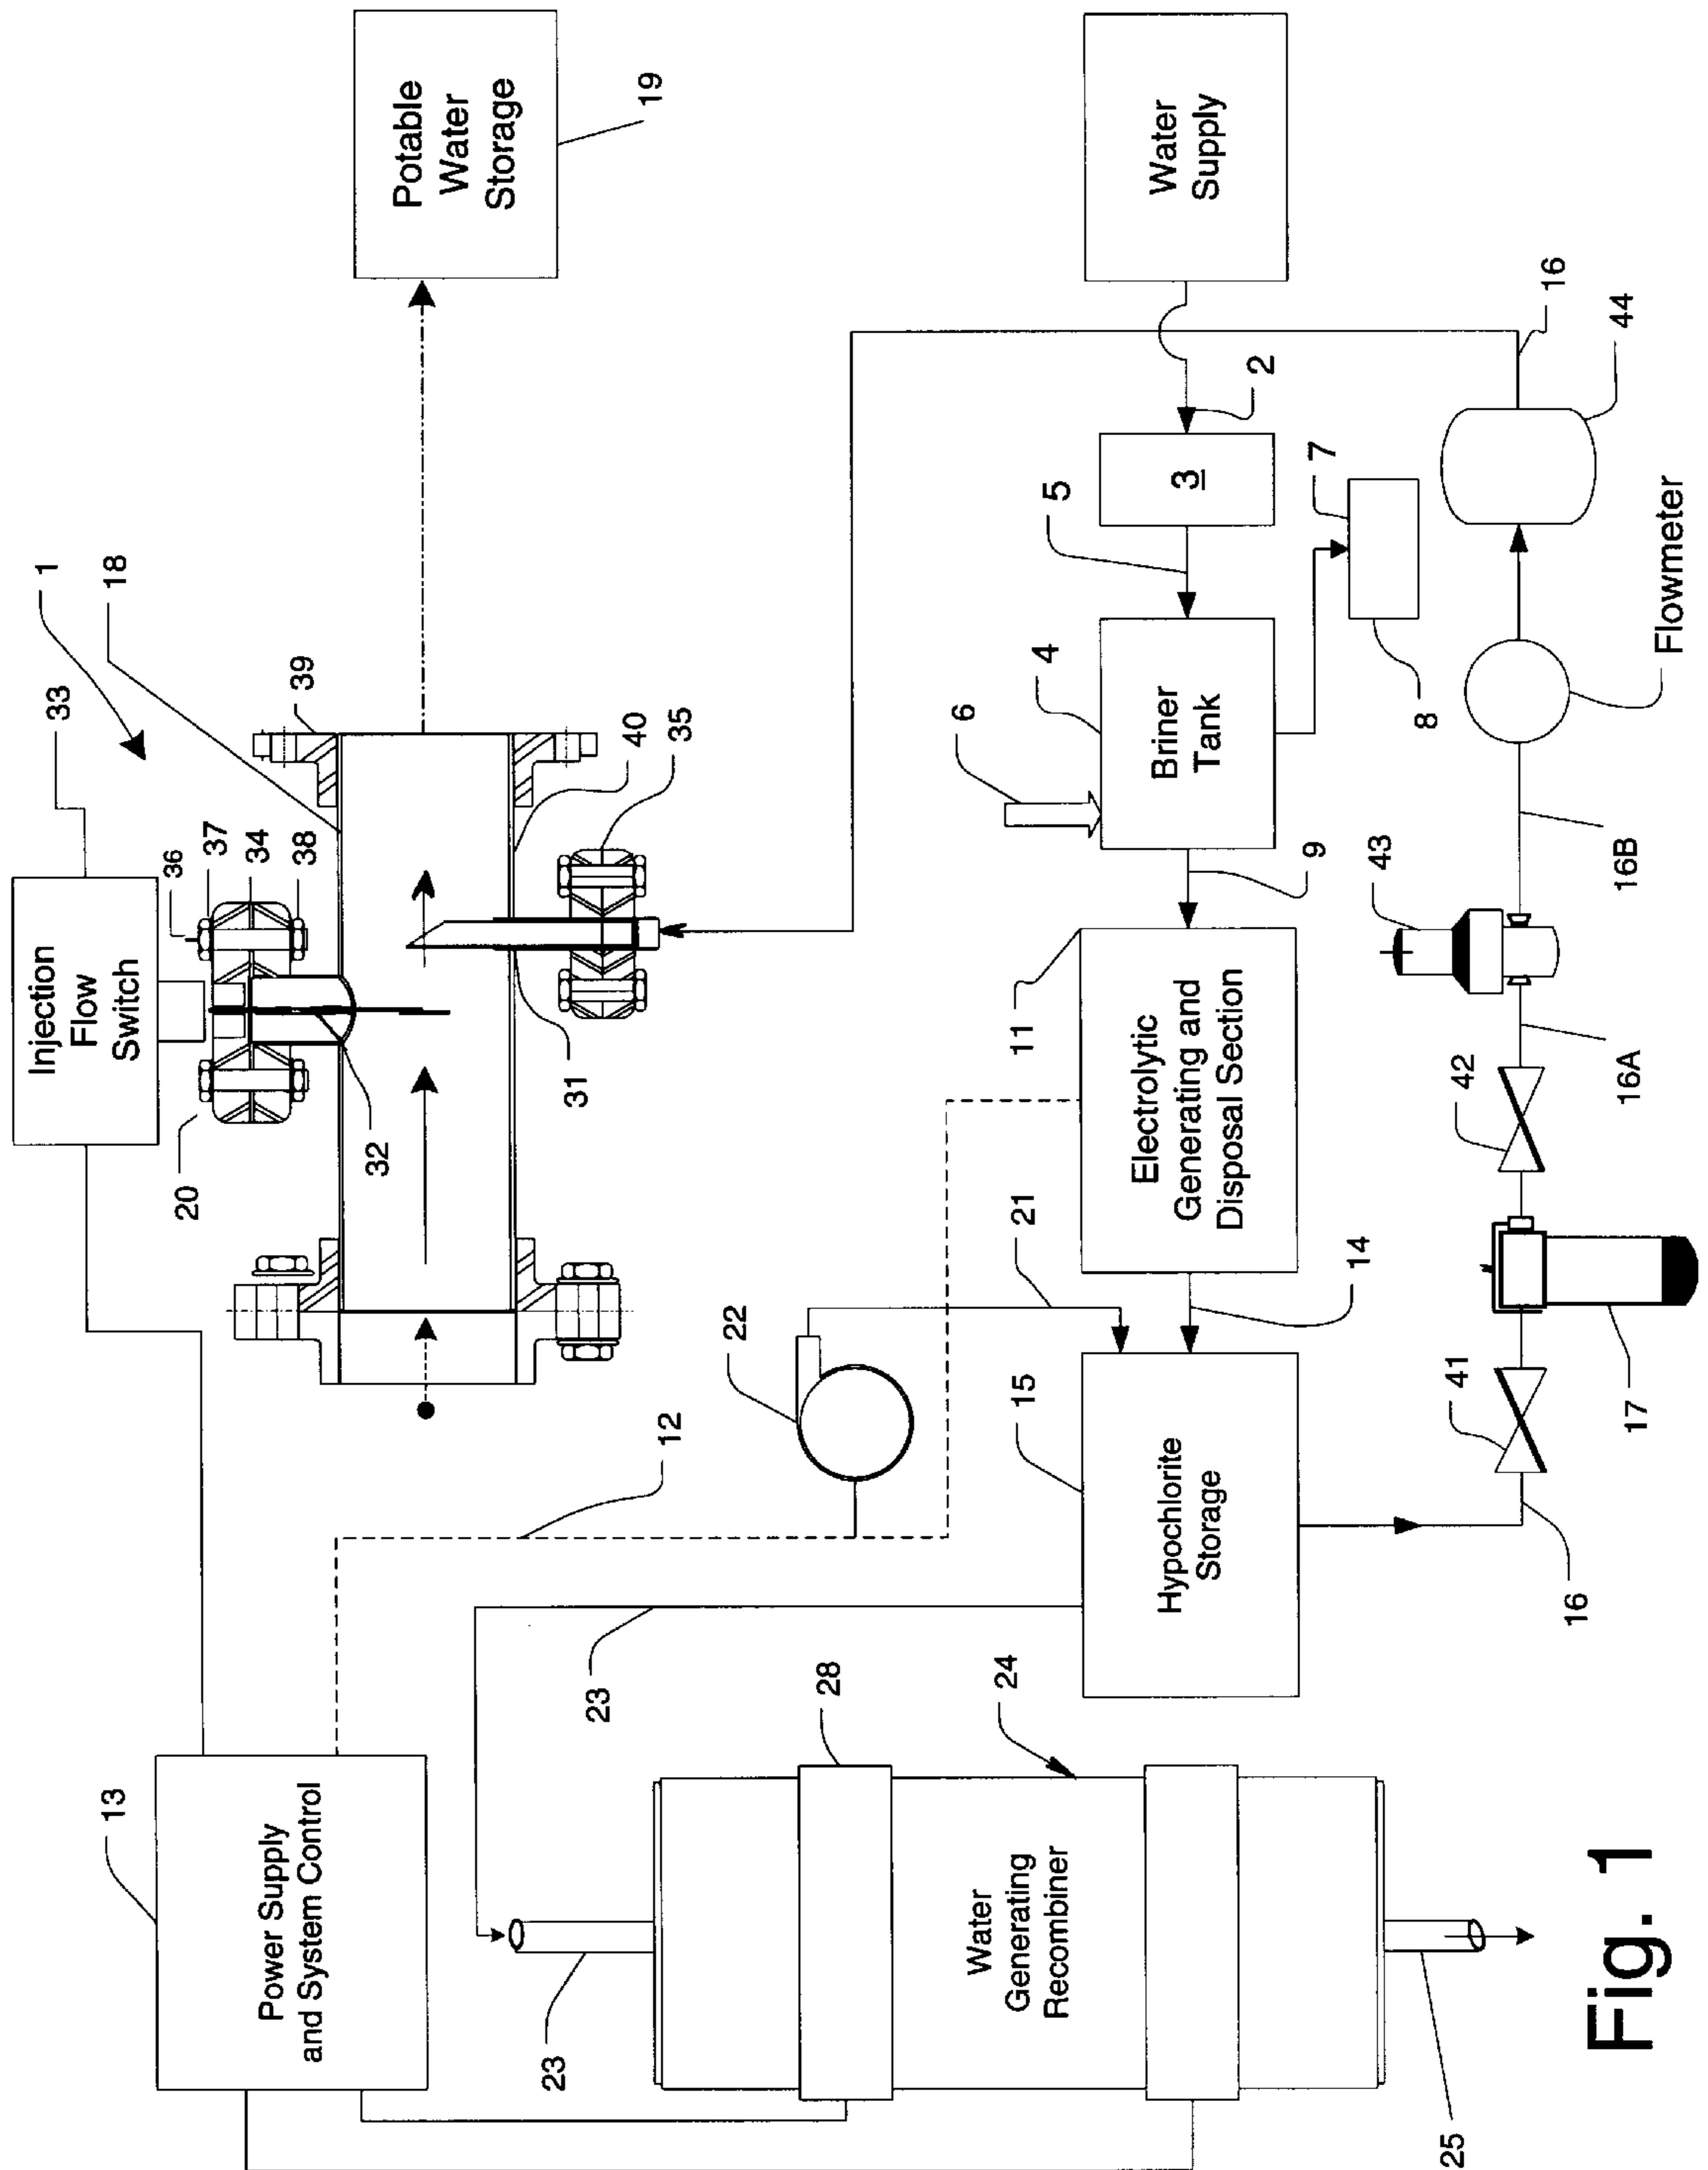 13
Power Supply
and System Control
33
Injection
Flow
Switch
1
18
36
37
34
38
20
32
39
40
35
31
Potable
Water
Storage
19
12
22
21
23
23
28
24
Water
Generating
Recombiner
25
15
Hypochlorite
Storage
14
11
Electrolytic
Generating and
Disposal Section
9
6
4
Briner
Tank
5
3
2
Water
Supply
7
8
16
41
17
42
16A
43
16B
Flowmeter
44
16
Fig. 1